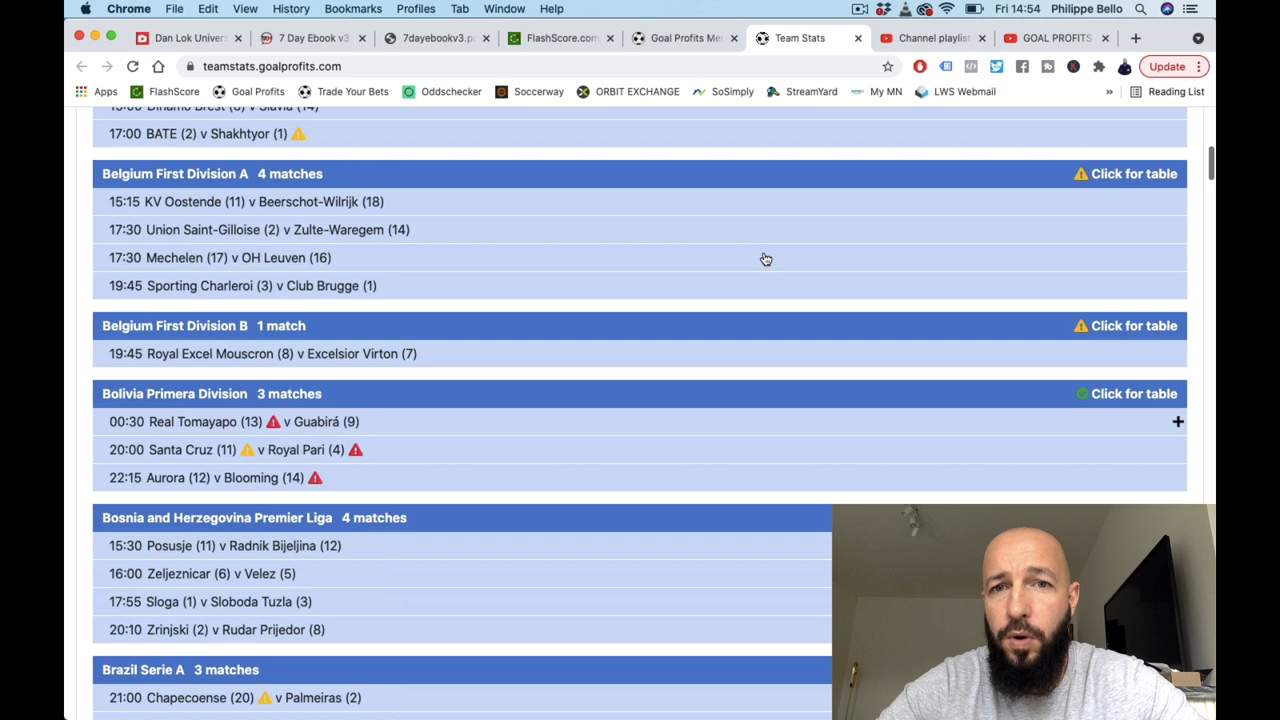 Chrome File Edit View History Bookmarks Profiles Tab Window Help Fri 14:54 Philippe Bello
Dan Lok Univers 7 Day Ebook v3 7dayebookv3.p FlashScore.com Goal Profits Me Team Stats Channel playlist GOAL PROFITS
teamstats.goalprofits.com Update
Apps FlashScore Goal Profits Trade Your Bets Oddschecker Soccerway ORBIT EXCHANGE SoSimply StreamYard My MN LWS Webmail » Reading List
17:00 BATE (2) v Shakhtyor (1)
Belgium First Division A 4 matches Click for table
15:15 KV Oostende (11) v Beerschot-Wilrijk (18)
17:30 Union Saint-Gilloise (2) v Zulte-Waregem (14)
17:30 Mechelen (17) v OH Leuven (16)
19:45 Sporting Charleroi (3) v Club Brugge (1)
Belgium First Division B 1 match Click for table
19:45 Royal Excel Mouscron (8) v Excelsior Virton (7)
Bolivia Primera Division 3 matches Click for table
00:30 Real Tomayapo (13) v Guabirá (9)
20:00 Santa Cruz (11) v Royal Pari (4)
22:15 Aurora (12) v Blooming (14)
Bosnia and Herzegovina Premier Liga 4 matches
15:30 Posusje (11) v Radnik Bijeljina (12)
16:00 Zeljeznicar (6) v Velez (5)
17:55 Sloga (1) v Sloboda Tuzla (3)
20:10 Zrinjski (2) v Rudar Prijedor (8)
Brazil Serie A 3 matches
21:00 Chapecoense (20) v Palmeiras (2)